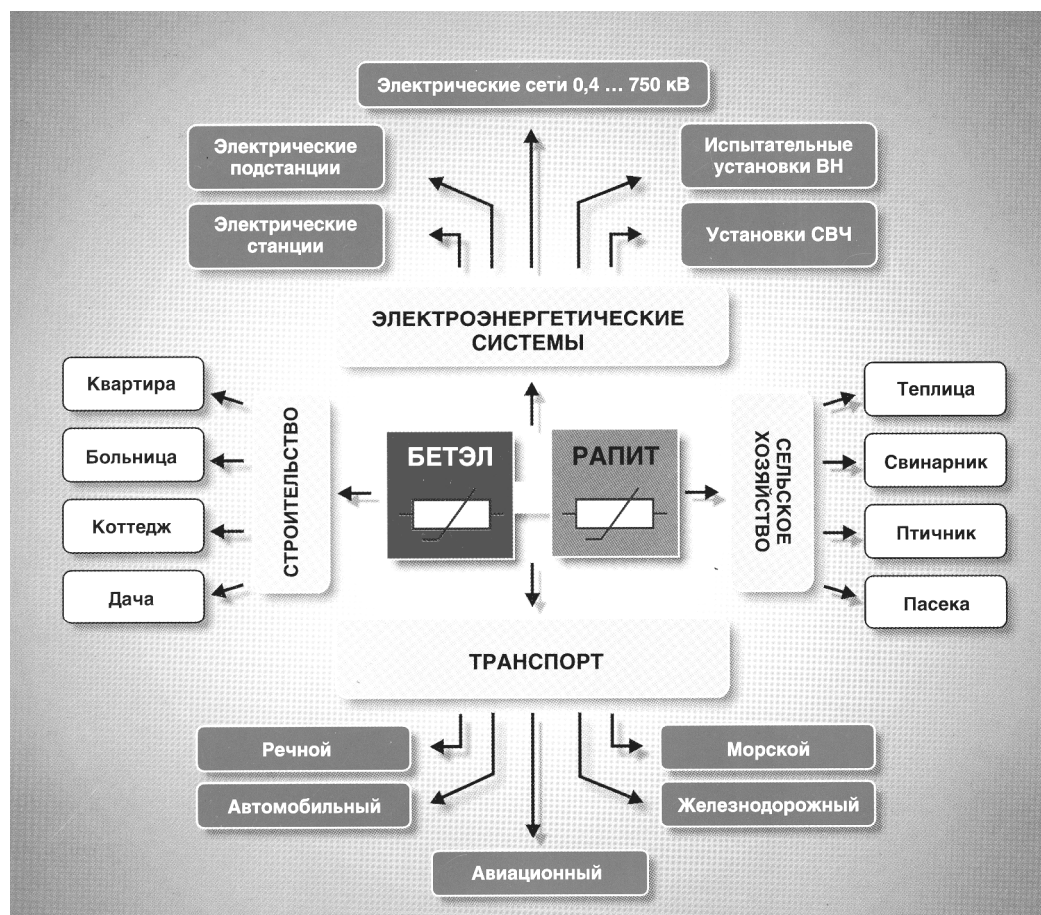 Электрические сети 0,4 ... 750 кВ
Электрические
подстанции
Испытательные
установки ВН
Электрические
станции
Установки СВЧ
ЭЛЕКТРОЭНЕРГЕТИЧЕСКИЕ
СИСТЕМЫ
Квартира
Больница
Коттедж
Дача
СТРОИТЕЛЬСТВО
БЕТЭЛ
РАПИТ
СЕЛЬСКОЕ
ХОЗЯЙСТВО
Теплица
Свинарник
Птичник
Пасека
ТРАНСПОРТ
Речной
Морской
Автомобильный
Железнодорожный
Авиационный